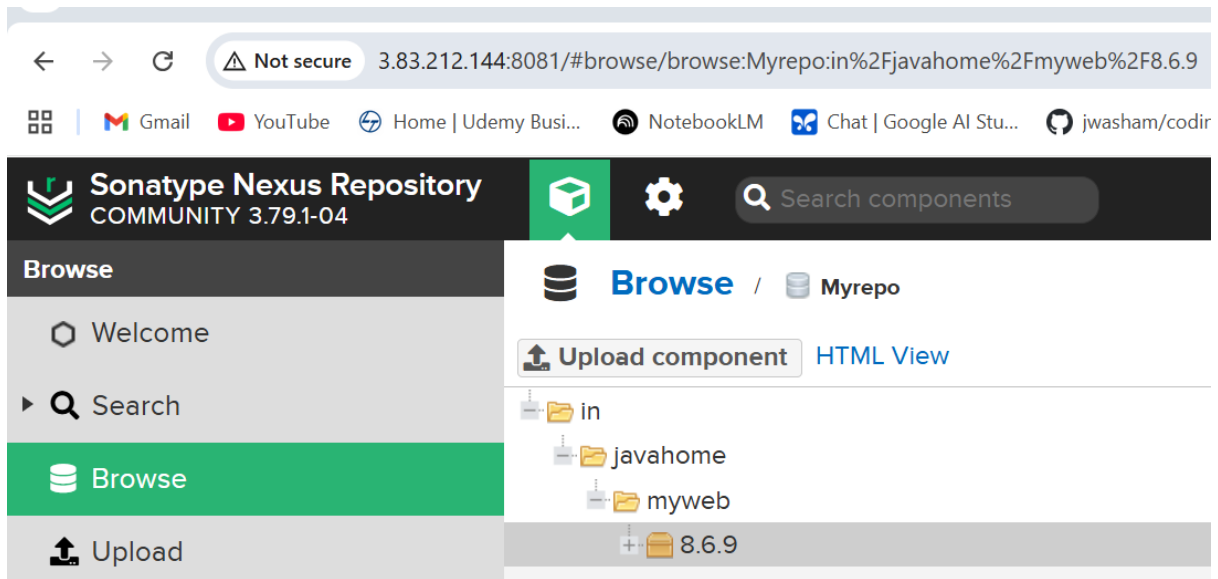 Not secure 3.83.212.144:8081/#browse/browse:Myrepo:in%2Fjavahome%2Fmyweb%2F8.6.9
Gmail YouTube Home | Udemy Busi... NotebookLM Chat | Google AI Stu... jwasham/codin
Sonatype Nexus Repository
COMMUNITY 3.79.1-04
Search components
Browse
Browse / Myrepo
Welcome
Upload component HTML View
Search
in
javahome
Browse
myweb
8.6.9
Upload